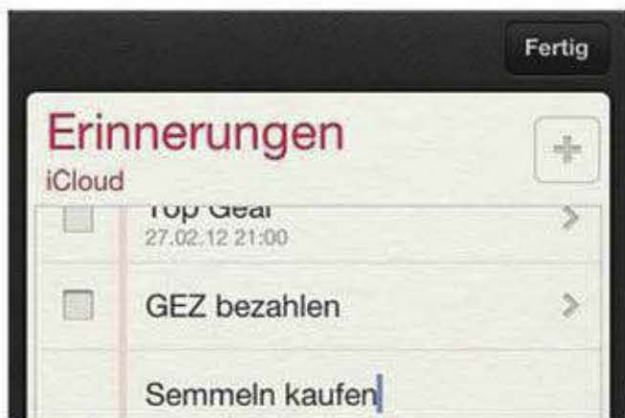 Fertig
Erinnerungen
iCloud
Top Gear
27.02.12 21:00
GEZ bezahlen
Semmeln kaufen